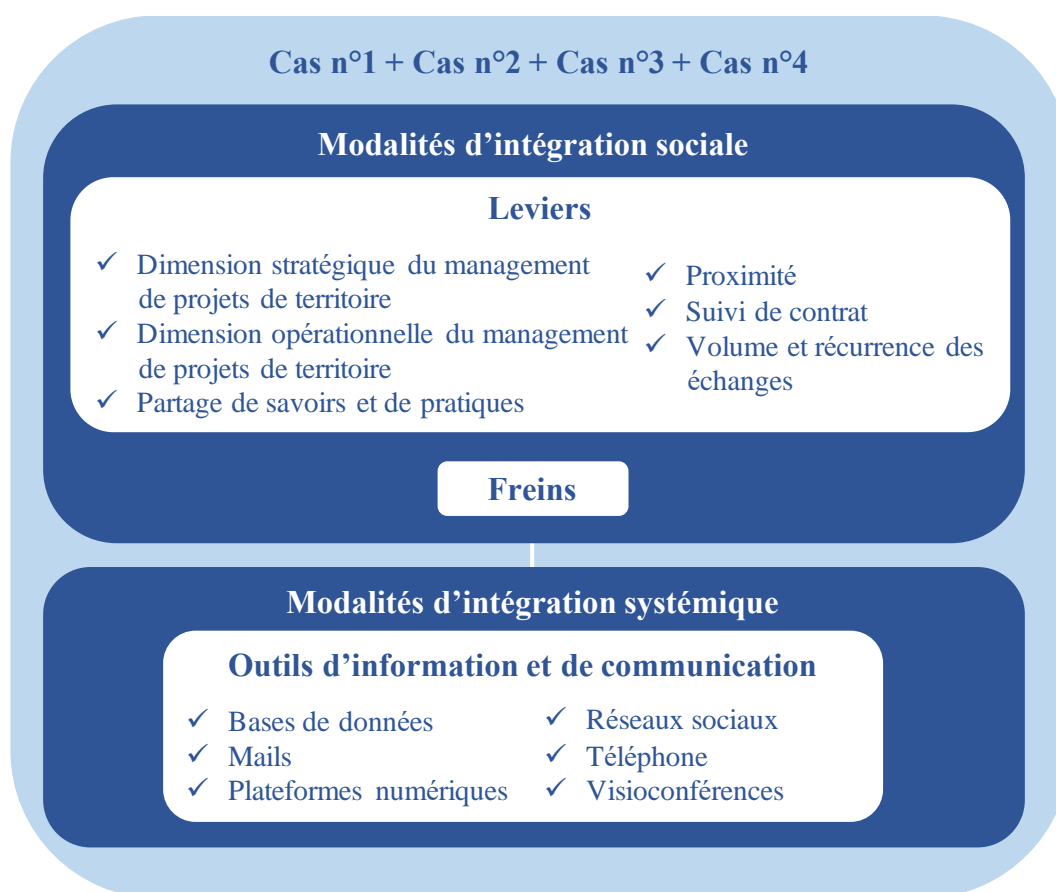 Cas n°1 + Cas n°2 + Cas n°3 + Cas n°4
Modalités d’intégration sociale
Leviers
✓ Dimension stratégique du management
de projets de territoire
✓ Dimension opérationnelle du management
de projets de territoire
✓ Partage de savoirs et de pratiques
✓ Proximité
✓ Suivi de contrat
✓ Volume et récurrence des
échanges
Freins
Modalités d’intégration systémique
Outils d’information et de communication
✓ Bases de données
✓ Mails
✓ Plateformes numériques
✓ Réseaux sociaux
✓ Téléphone
✓ Visioconférences